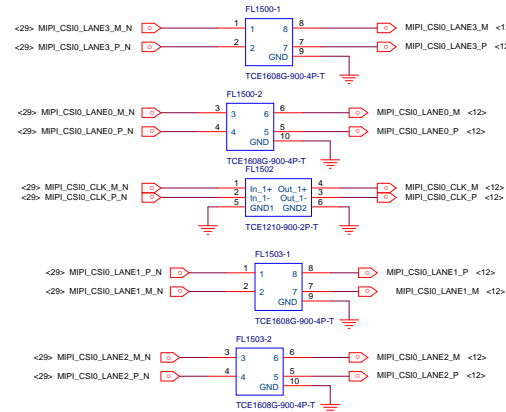 FL1500-1
<29> MIPI_CSI0_LANE3_M_N 1 1 8 8 MIPI_CSI0_LANE3_M
<29> MIPI_CSI0_LANE3_P_N 2 2 7 7 MIPI_CSI0_LANE3_P
GND 9
TCE1608G-900-4P-T
FL1500-2
<29> MIPI_CSI0_LANE0_M_N 3 3 6 6 MIPI_CSI0_LANE0_M <12>
<29> MIPI_CSI0_LANE0_P_N 4 4 5 5 MIPI_CSI0_LANE0_P <12>
GND 10
TCE1608G-900-4P-T
FL1502
<29> MIPI_CSI0_CLK_M_N 1 In_1+ Out_1+ 4 MIPI_CSI0_CLK_M <12>
<29> MIPI_CSI0_CLK_P_N 2 In_1- Out_1- 3 MIPI_CSI0_CLK_P <12>
5 GND1 GND2 6
TCE1210-900-2P-T
FL1503-1
<29> MIPI_CSI0_LANE1_P_N 1 1 8 8 MIPI_CSI0_LANE1_P <12>
<29> MIPI_CSI0_LANE1_M_N 2 2 7 7 MIPI_CSI0_LANE1_M <12>
GND 9
TCE1608G-900-4P-T
FL1503-2
<29> MIPI_CSI0_LANE2_M_N 3 3 6 6 MIPI_CSI0_LANE2_M <12>
<29> MIPI_CSI0_LANE2_P_N 4 4 5 5 MIPI_CSI0_LANE2_P <12>
GND 10
TCE1608G-900-4P-T